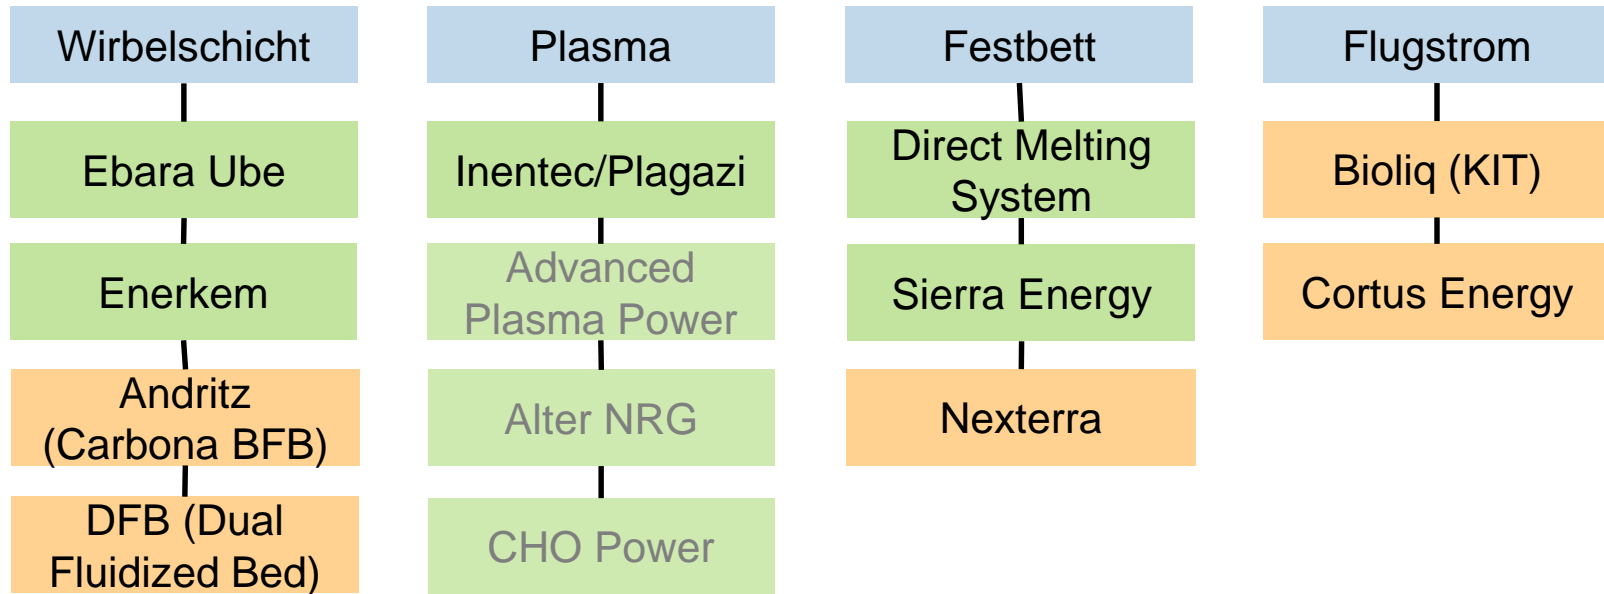 Wirbelschicht
Plasma
Festbett
Flugstrom
Ebara Ube
Inentec/Plagazi
Direct Melting
System
Bioliq (KIT)
Enerkem
Advanced
Plasma Power
Sierra Energy
Cortus Energy
Andritz
(Carbona BFB)
Alter NRG
Nexterra
DFB (Dual
Fluidized Bed)
CHO Power